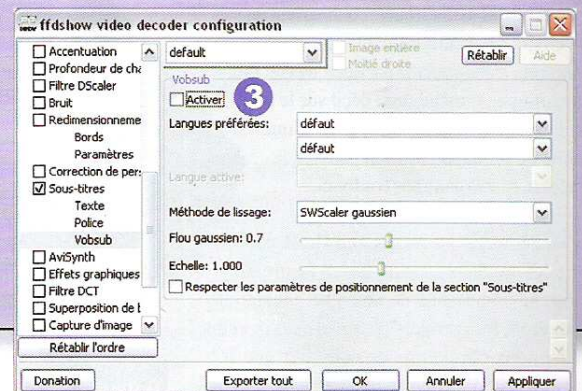 ffdshow video decoder configuration
Accentuation
Profondeur de cha
Filtre DScaler
Bruit
Redimensionneme
Bords
Paramètres
Correction de per
Sous-titres
Texte
Police
Vobsub
AviSynth
Effets graphiques
Filtre DCT
Superposition de l
Capture d'image
Rétablir l'ordre
default
Image entière
Moitié droite
Rétablir
Aide
Vobsub
Activer
3
Langues préférées:
défaut
défaut
Langue active:
Méthode de lissage:
SWScaler gaussien
Flou gaussien: 0.7
Echelle: 1.000
Respecter les paramètres de positionnement de la section "Sous-titres"
Donation
Exporter tout
OK
Annuler
Appliquer